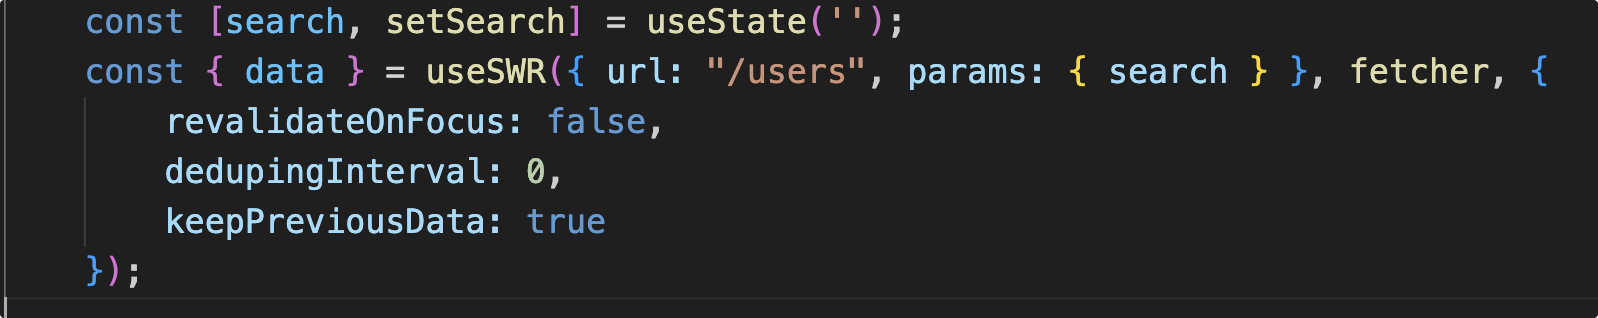 const [search, setSearch] = useState('');
const { data } = useSWR({ url: "/users", params: { search } }, fetcher, {
revalidateOnFocus: false,
dedupingInterval: 0,
keepPreviousData: true
});